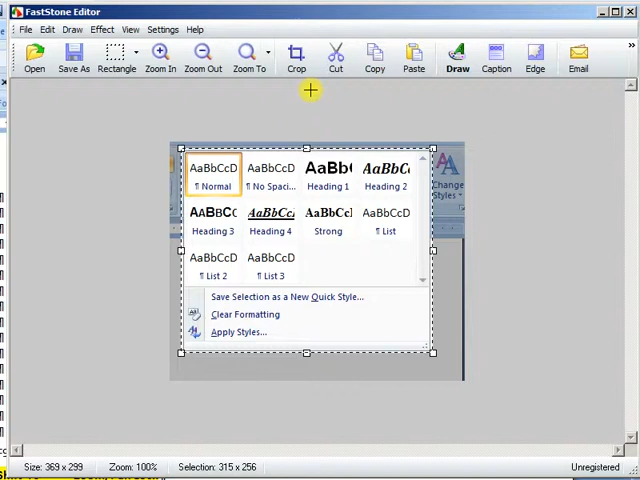 FastStone Editor
File Edit Draw Effect View Settings Help
Open Save As Rectangle Zoom In Zoom Out Zoom To Crop Cut Copy Paste Draw Caption Edge Email »
AaBbCcD AaBbCcD AaBb( AaBbCc
¶ Normal ¶ No Spaci... Heading 1 Heading 2
Change
Styles
AABBC AaBbCc AaBbCcI AaBbCcD
Heading 3 Heading 4 Strong ¶ List
AaBbCcD AaBbCcD
¶ List 2 ¶ List 3
Save Selection as a New Quick Style...
Clear Formatting
Apply Styles...
Size: 369 x 299 Zoom: 100% Selection: 315 x 256 Unregistered